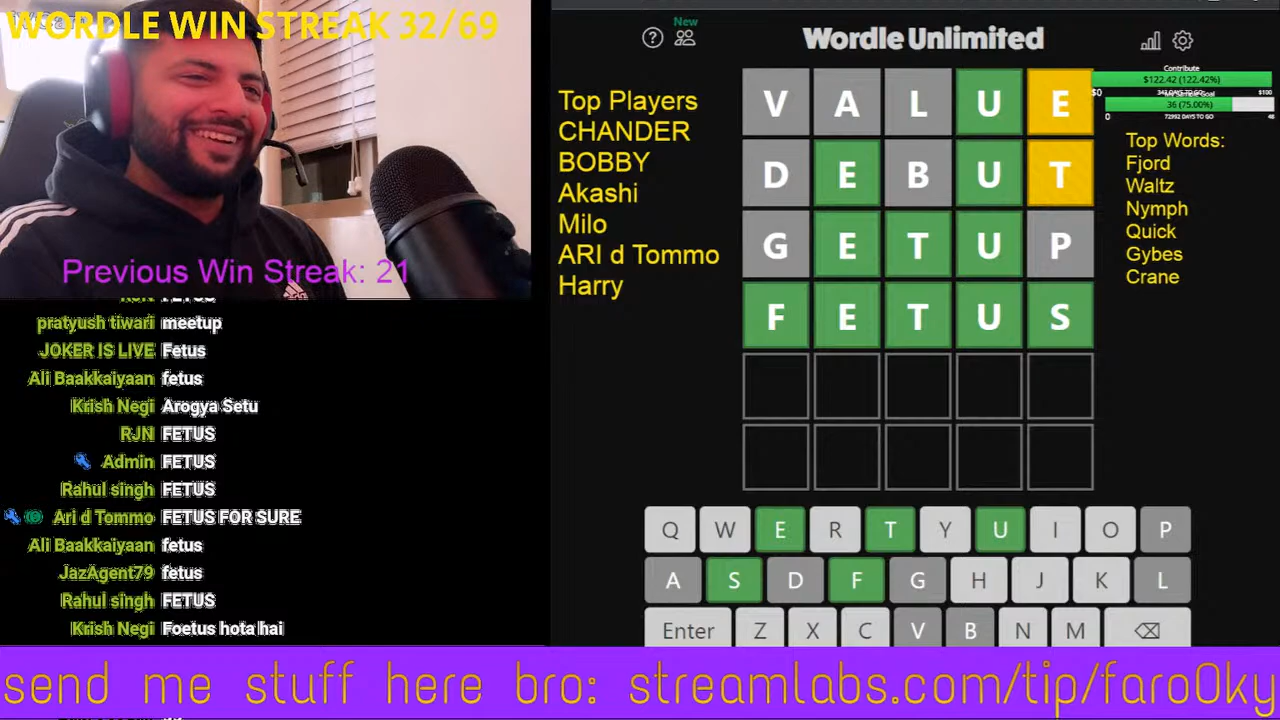 WORDLE WIN STREAK 32/69
Previous Win Streak: 21
pratyush tiwari meetup
JOKER IS LIVE Fetus
Ali Baakkaiyaan fetus
Krish Negi Arogya Setu
RJN FETUS
Admin FETUS
Rahul singh FETUS
Ari d Tommo FETUS FOR SURE
Ali Baakkaiyaan fetus
JazAgent79 fetus
Rahul singh FETUS
Krish Negi Foetus hota hai
New
Wordle Unlimited
Top Players
CHANDER
BOBBY
Akashi
Milo
ARI d Tommo
Harry
V A L U E
D E B U T
G E T U P
F E T U S
Contribute
$122.42 (122.42%)
$0
$100
36 (75.00%)
0
Top Words:
Fjord
Waltz
Nymph
Quick
Gybes
Crane
Q W E R T Y U I O P
A S D F G H J K L
Enter Z X C V B N M
send me stuff here bro: streamlabs.com/tip/faro0ky